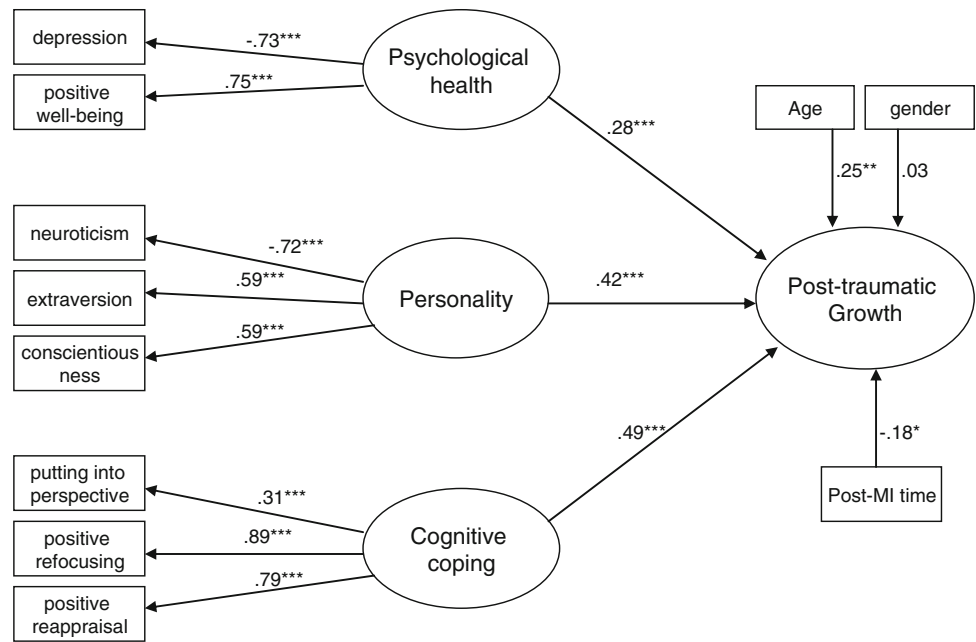 depression
-.73***
positive
well-being
.75***
Psychological
health
.28***
Age
gender
.25**
.03
neuroticism
-.72***
extraversion
.59***
conscientious
ness
.59***
Personality
.42***
Post-traumatic
Growth
putting into
perspective
.31***
positive
refocusing
.89***
positive
reappraisal
.79***
Cognitive
coping
.49***
-.18*
Post-MI time